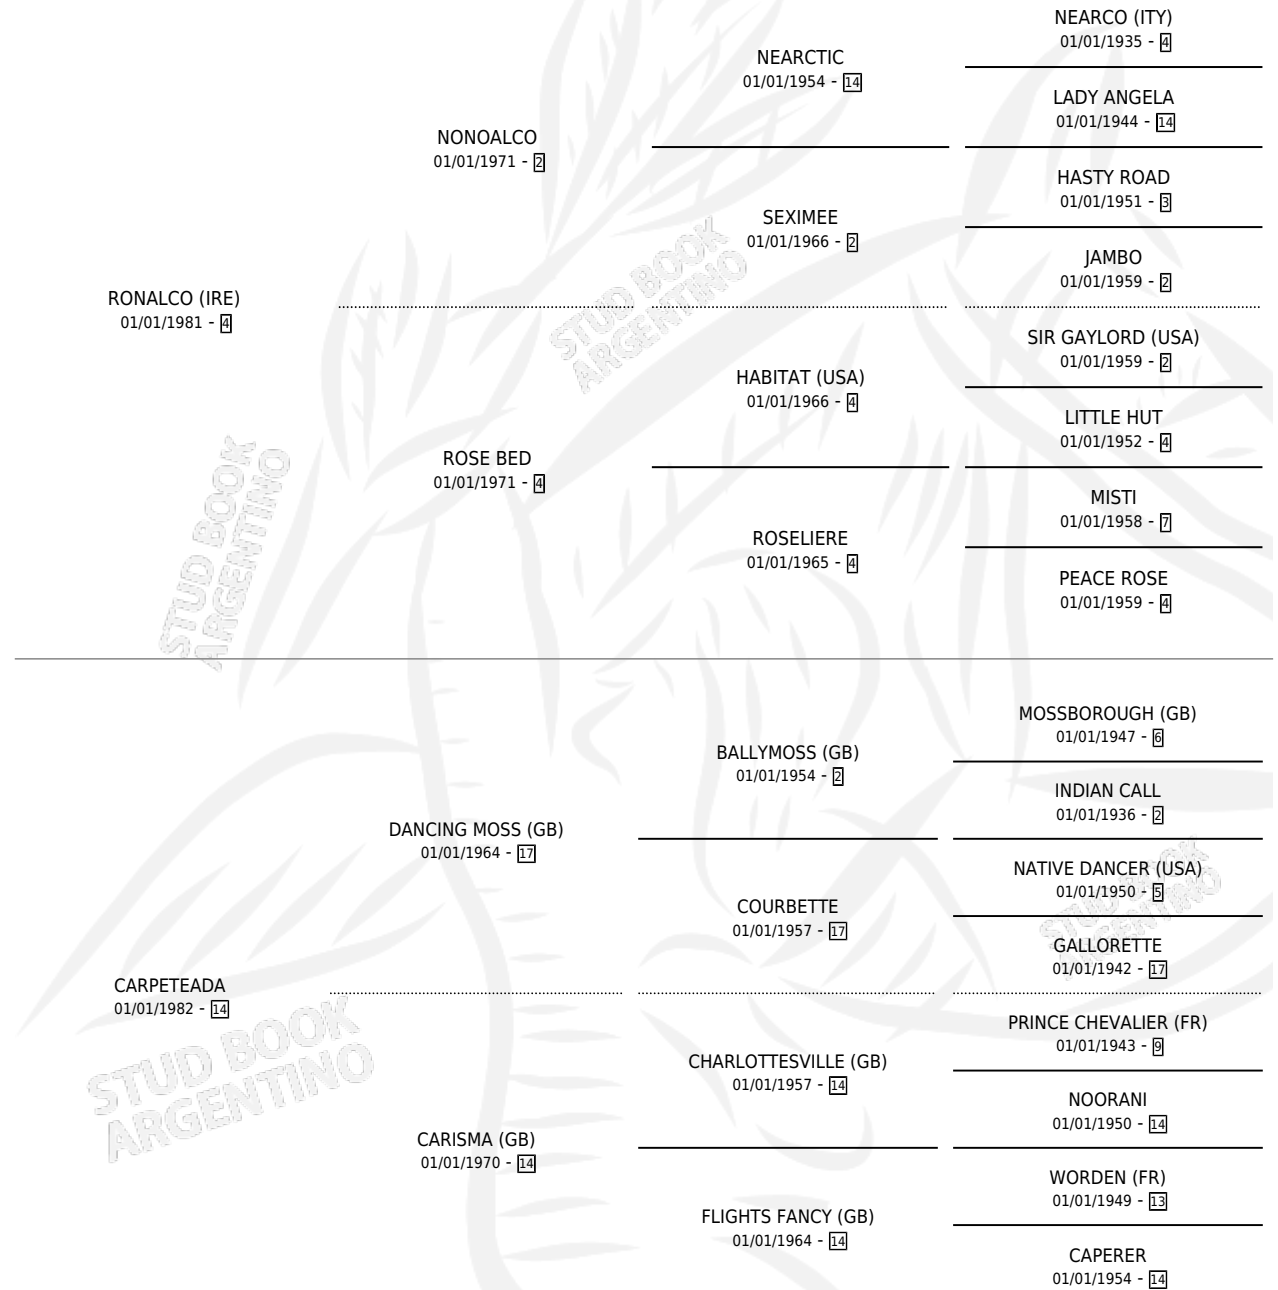 NEARCO (ITY)
01/01/1935 - 4
NEARCTIC
01/01/1954 - 14
LADY ANGELA
01/01/1944 - 14
NONOALCO
01/01/1971 - 2
HASTY ROAD
01/01/1951 - 3
SEXIMEE
01/01/1966 - 2
JAMBO
01/01/1959 - 2
RONALCO (IRE)
01/01/1981 - 4
SIR GAYLORD (USA)
01/01/1959 - 2
HABITAT (USA)
01/01/1966 - 4
LITTLE HUT
01/01/1952 - 4
ROSE BED
01/01/1971 - 4
MISTI
01/01/1958 - 7
ROSELIERE
01/01/1965 - 4
PEACE ROSE
01/01/1959 - 4
MOSSBOROUGH (GB)
01/01/1947 - 6
BALLYMOSS (GB)
01/01/1954 - 2
INDIAN CALL
01/01/1936 - 2
DANCING MOSS (GB)
01/01/1964 - 17
NATIVE DANCER (USA)
01/01/1950 - 5
COURBETTE
01/01/1957 - 17
GALLORETTE
01/01/1942 - 17
CARPETEADA
01/01/1982 - 14
PRINCE CHEVALIER (FR)
01/01/1943 - 9
CHARLOTTESVILLE (GB)
01/01/1957 - 14
NOORANI
01/01/1950 - 14
CARISMA (GB)
01/01/1970 - 14
WORDEN (FR)
01/01/1949 - 13
FLIGHTS FANCY (GB)
01/01/1964 - 14
CAPERER
01/01/1954 - 14
STUD BOOK
ARGENTINO
STUD BOOK
ARGENTINO
STUD BOOK
ARGENTINO
STUD BOOK
ARGENTINO